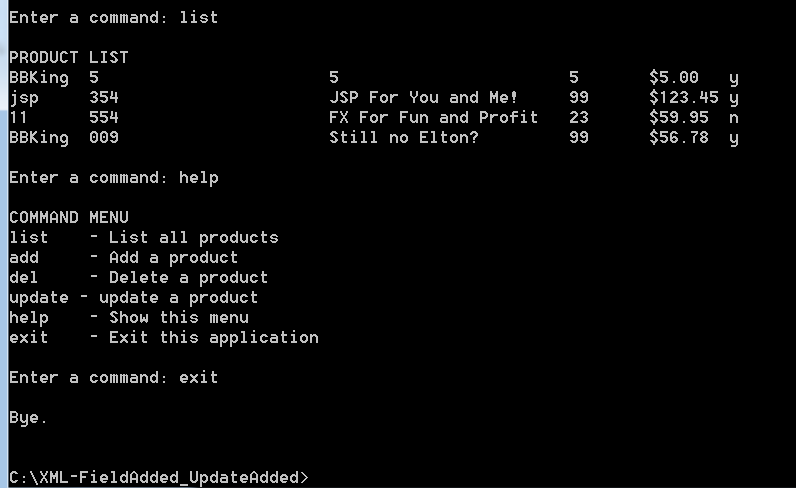 Enter a command: list
PRODUCT LIST
BBKing 5 5 5 $5.00 y
jsp 354 JSP For You and Me! 99 $123.45 y
11 554 FX For Fun and Profit 23 $59.95 n
BBKing 009 Still no Elton? 99 $56.78 y
Enter a command: help
COMMAND MENU
list - List all products
add - Add a product
del - Delete a product
update - update a product
help - Show this menu
exit - Exit this application
Enter a command: exit
Bye.
C:\XML-FieldAdded_UpdateAdded>